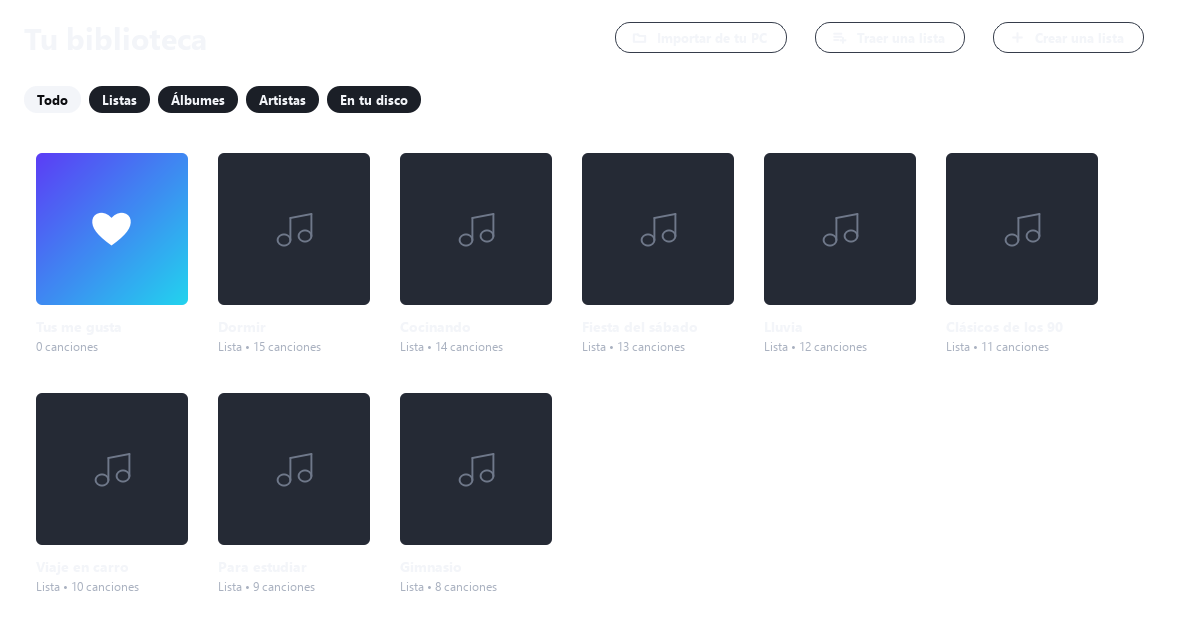 Tu biblioteca
Importar de tu PC
Traer una lista
Crear una lista
Todo
Listas
Álbumes
Artistas
En tu disco
Tus me gusta
0 canciones
Dormir
Lista • 15 canciones
Cocinando
Lista • 14 canciones
Fiesta del sábado
Lista • 13 canciones
Lluvia
Lista • 12 canciones
Clásicos de los 90
Lista • 11 canciones
Viaje en carro
Lista • 10 canciones
Para estudiar
Lista • 9 canciones
Gimnasio
Lista • 8 canciones